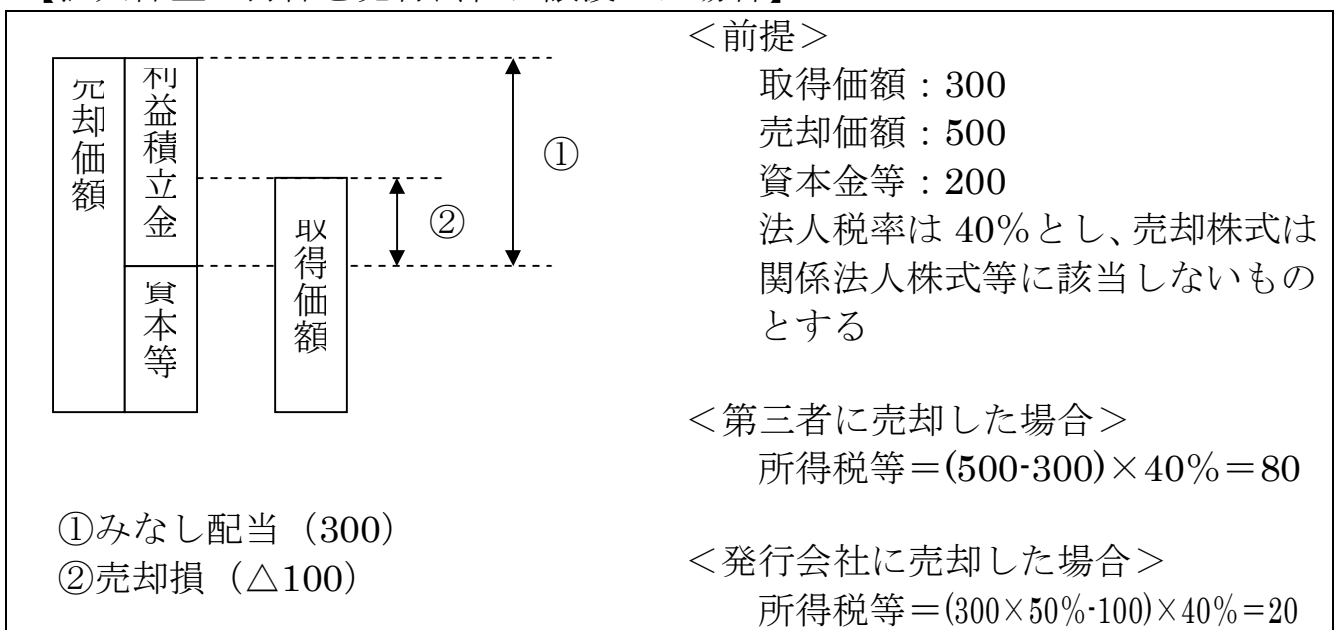 売却価額
利益積立金
資本等
取得価額
①
②
①みなし配当（300）
②売却損（△100）
＜前提＞
取得価額：300
売却価額：500
資本金等：200
法人税率は 40％とし、売却株式は
関係法人株式等に該当しないもの
とする
＜第三者に売却した場合＞
所得税等＝(500-300)×40％＝80
＜発行会社に売却した場合＞
所得税等＝(300×50％-100)×40％＝20